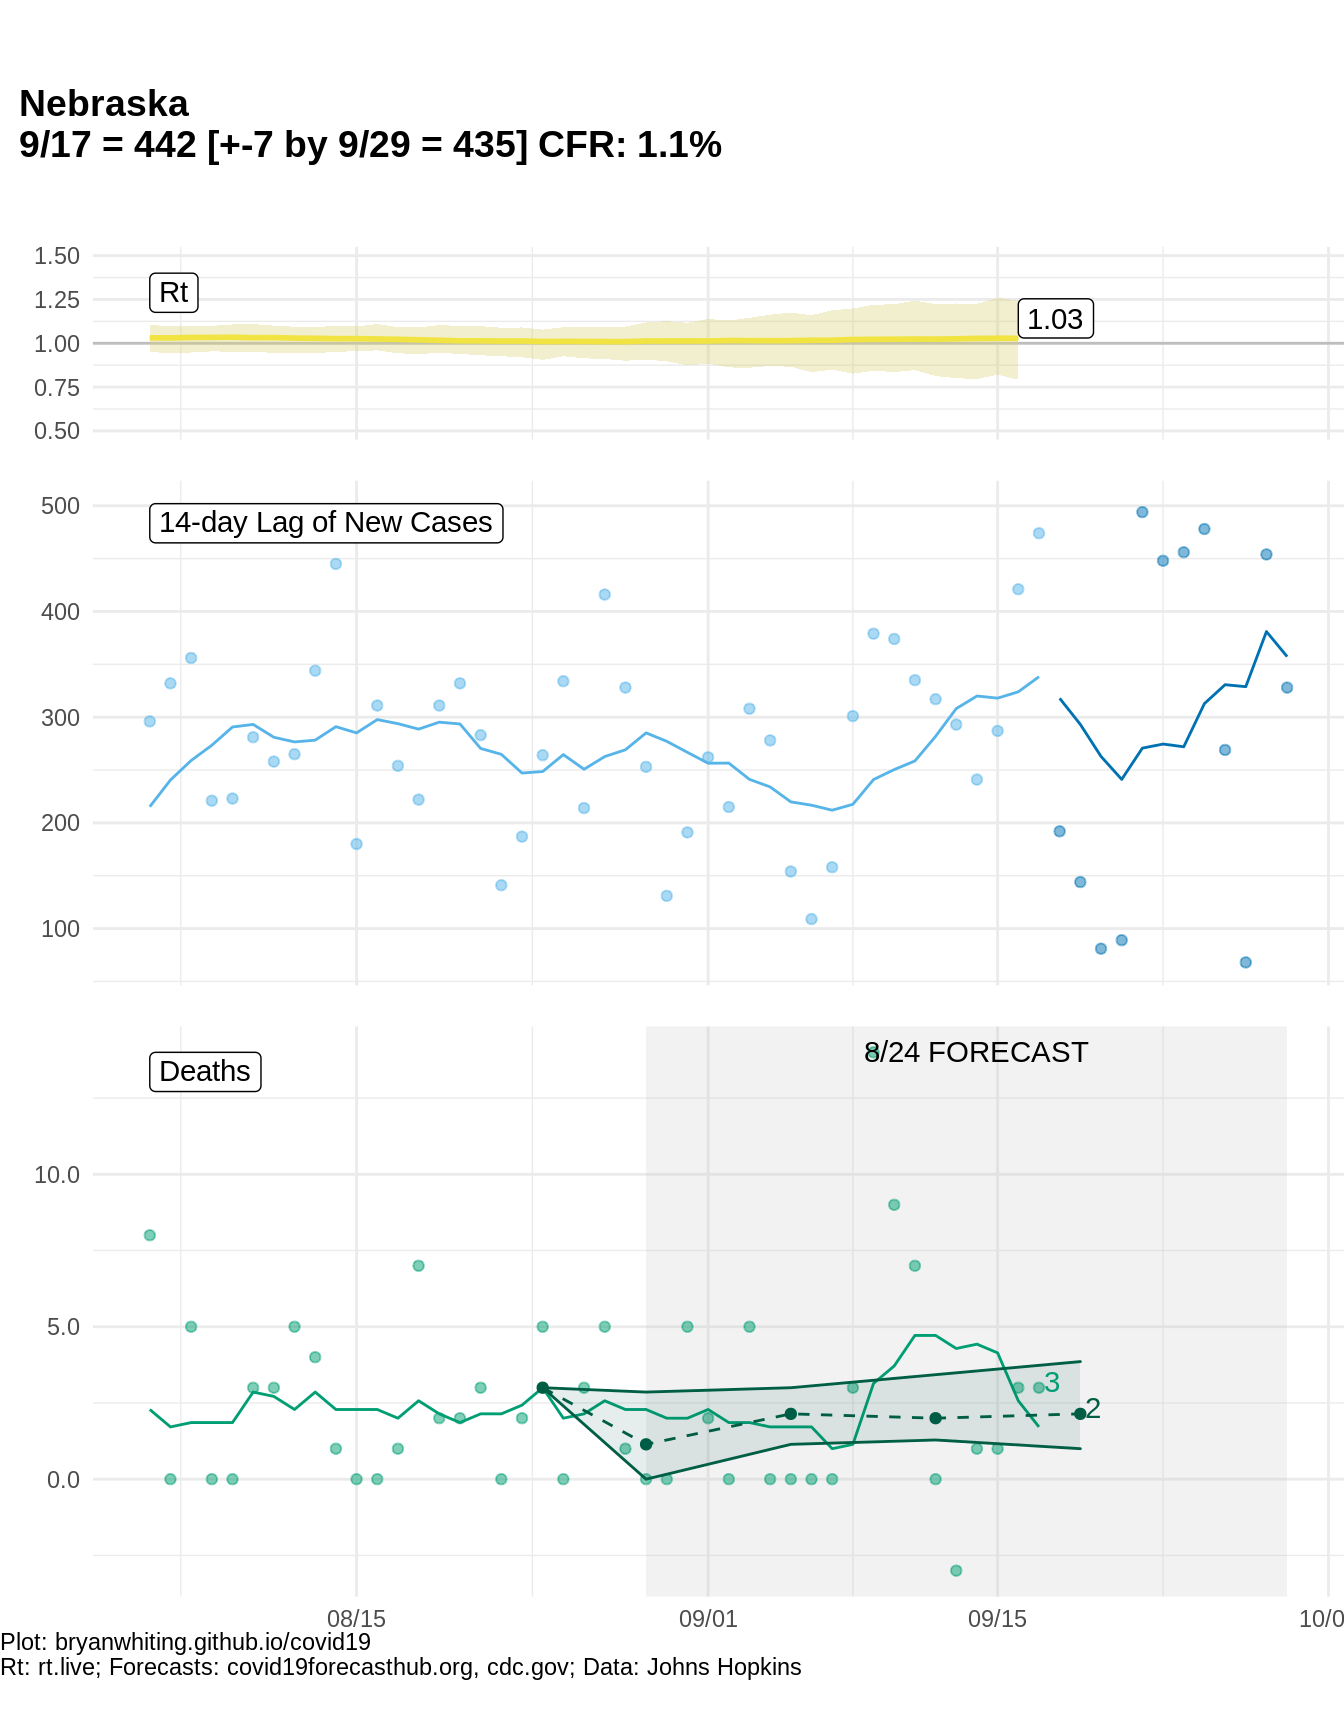 Nebraska
9/17 = 442 [+-7 by 9/29 = 435] CFR: 1.1%
1.50
Rt
1.25
1.03
1.00
0.75
0.50
500
14-day Lag of New Cases
400
300
200
100
8/24 FORECAST
Deaths
10.0
5.0
3
2
0.0
08/15
09/01
09/15
10/0
Plot: bryanwhiting.github.io/covid19
Rt: rt.live; Forecasts: covid19forecasthub.org, cdc.gov; Data: Johns Hopkins